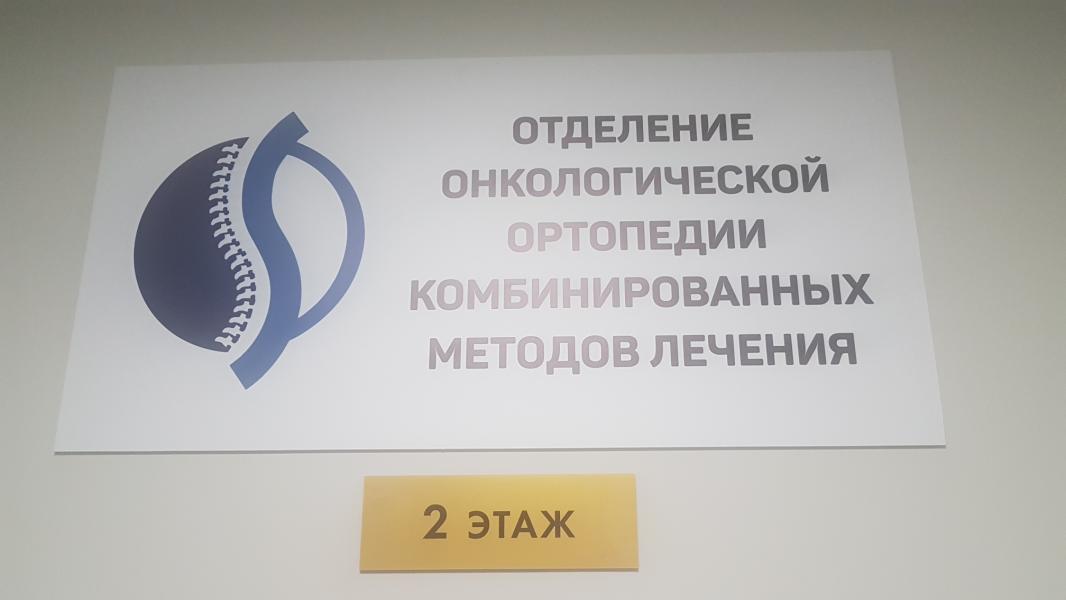 ОТДЕЛЕНИЕ
ОНКОЛОГИЧЕСКОЙ
ОРТОПЕДИИ
КОМБИНИРОВАННЫХ
МЕТОДОВ ЛЕЧЕНИЯ
2 ЭТАЖ